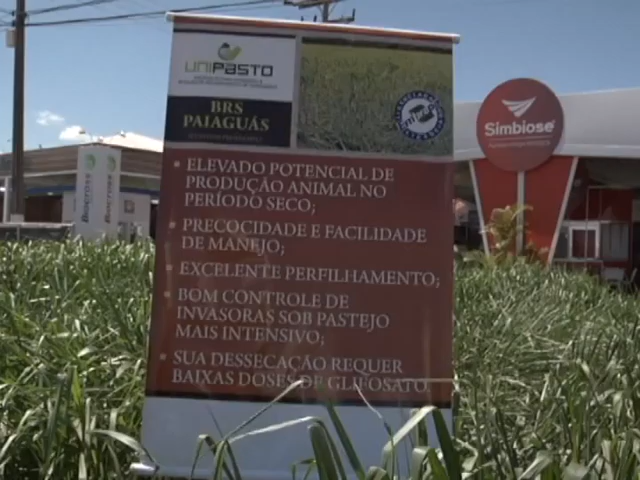 UNIPASTO
BRS
PAIAGUÁS
• ELEVADO POTENCIAL DE
PRODUÇÃO ANIMAL NO
PERÍODO SECO;
• PRECOCIDADE E FACILIDADE
DE MANEJO;
• EXCELENTE PERFILHAMENTO;
• BOM CONTROLE DE
INVASORAS SOB PASTEJO
MAIS INTENSIVO;
• SUA DESSECAÇÃO REQUER
BAIXAS DOSES DE GLIFOSATO.
Simbiose